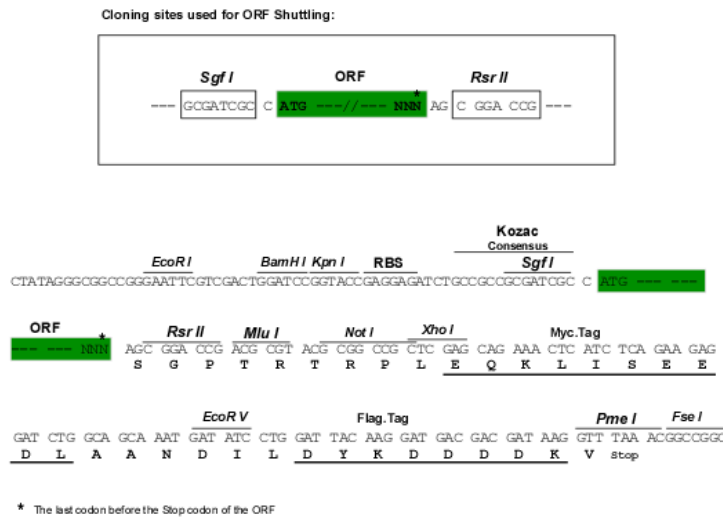 Cloning sites used for ORF Shuttling:
Sgf I ORF Rsr II
*
--- GCGATCGC C ATG ---//--- NNN AG C GGA CCG ---
Kozac
Consensus
EcoR I BamH I Kpn I RBS Sgf I
CTATAGGGCGGCCGGGAATTCGTCGACTGGATCCGGTACCGAGGAGATCTGCCGCCGCGATCGC C ATG --- ---
ORF
* Rsr II Mlu I Not I Xho I Myc.Tag
--- --- NNN AGC GGA CCG ACG CGT ACG CGG CCG CTC GAG CAG AAA CTC ATC TCA GAA GAG
S G P T R T R P L E Q K L I S E E
EcoR V Flag.Tag Pme I Fse I
GAT CTG GCA GCA AAT GAT ATC CTG GAT TAC AAG GAT GAC GAC GAT AAG GTT TAA ACGGCCGGC
D L A A N D I L D Y K D D D D K V Stop
* The last codon before the Stop codon of the ORF